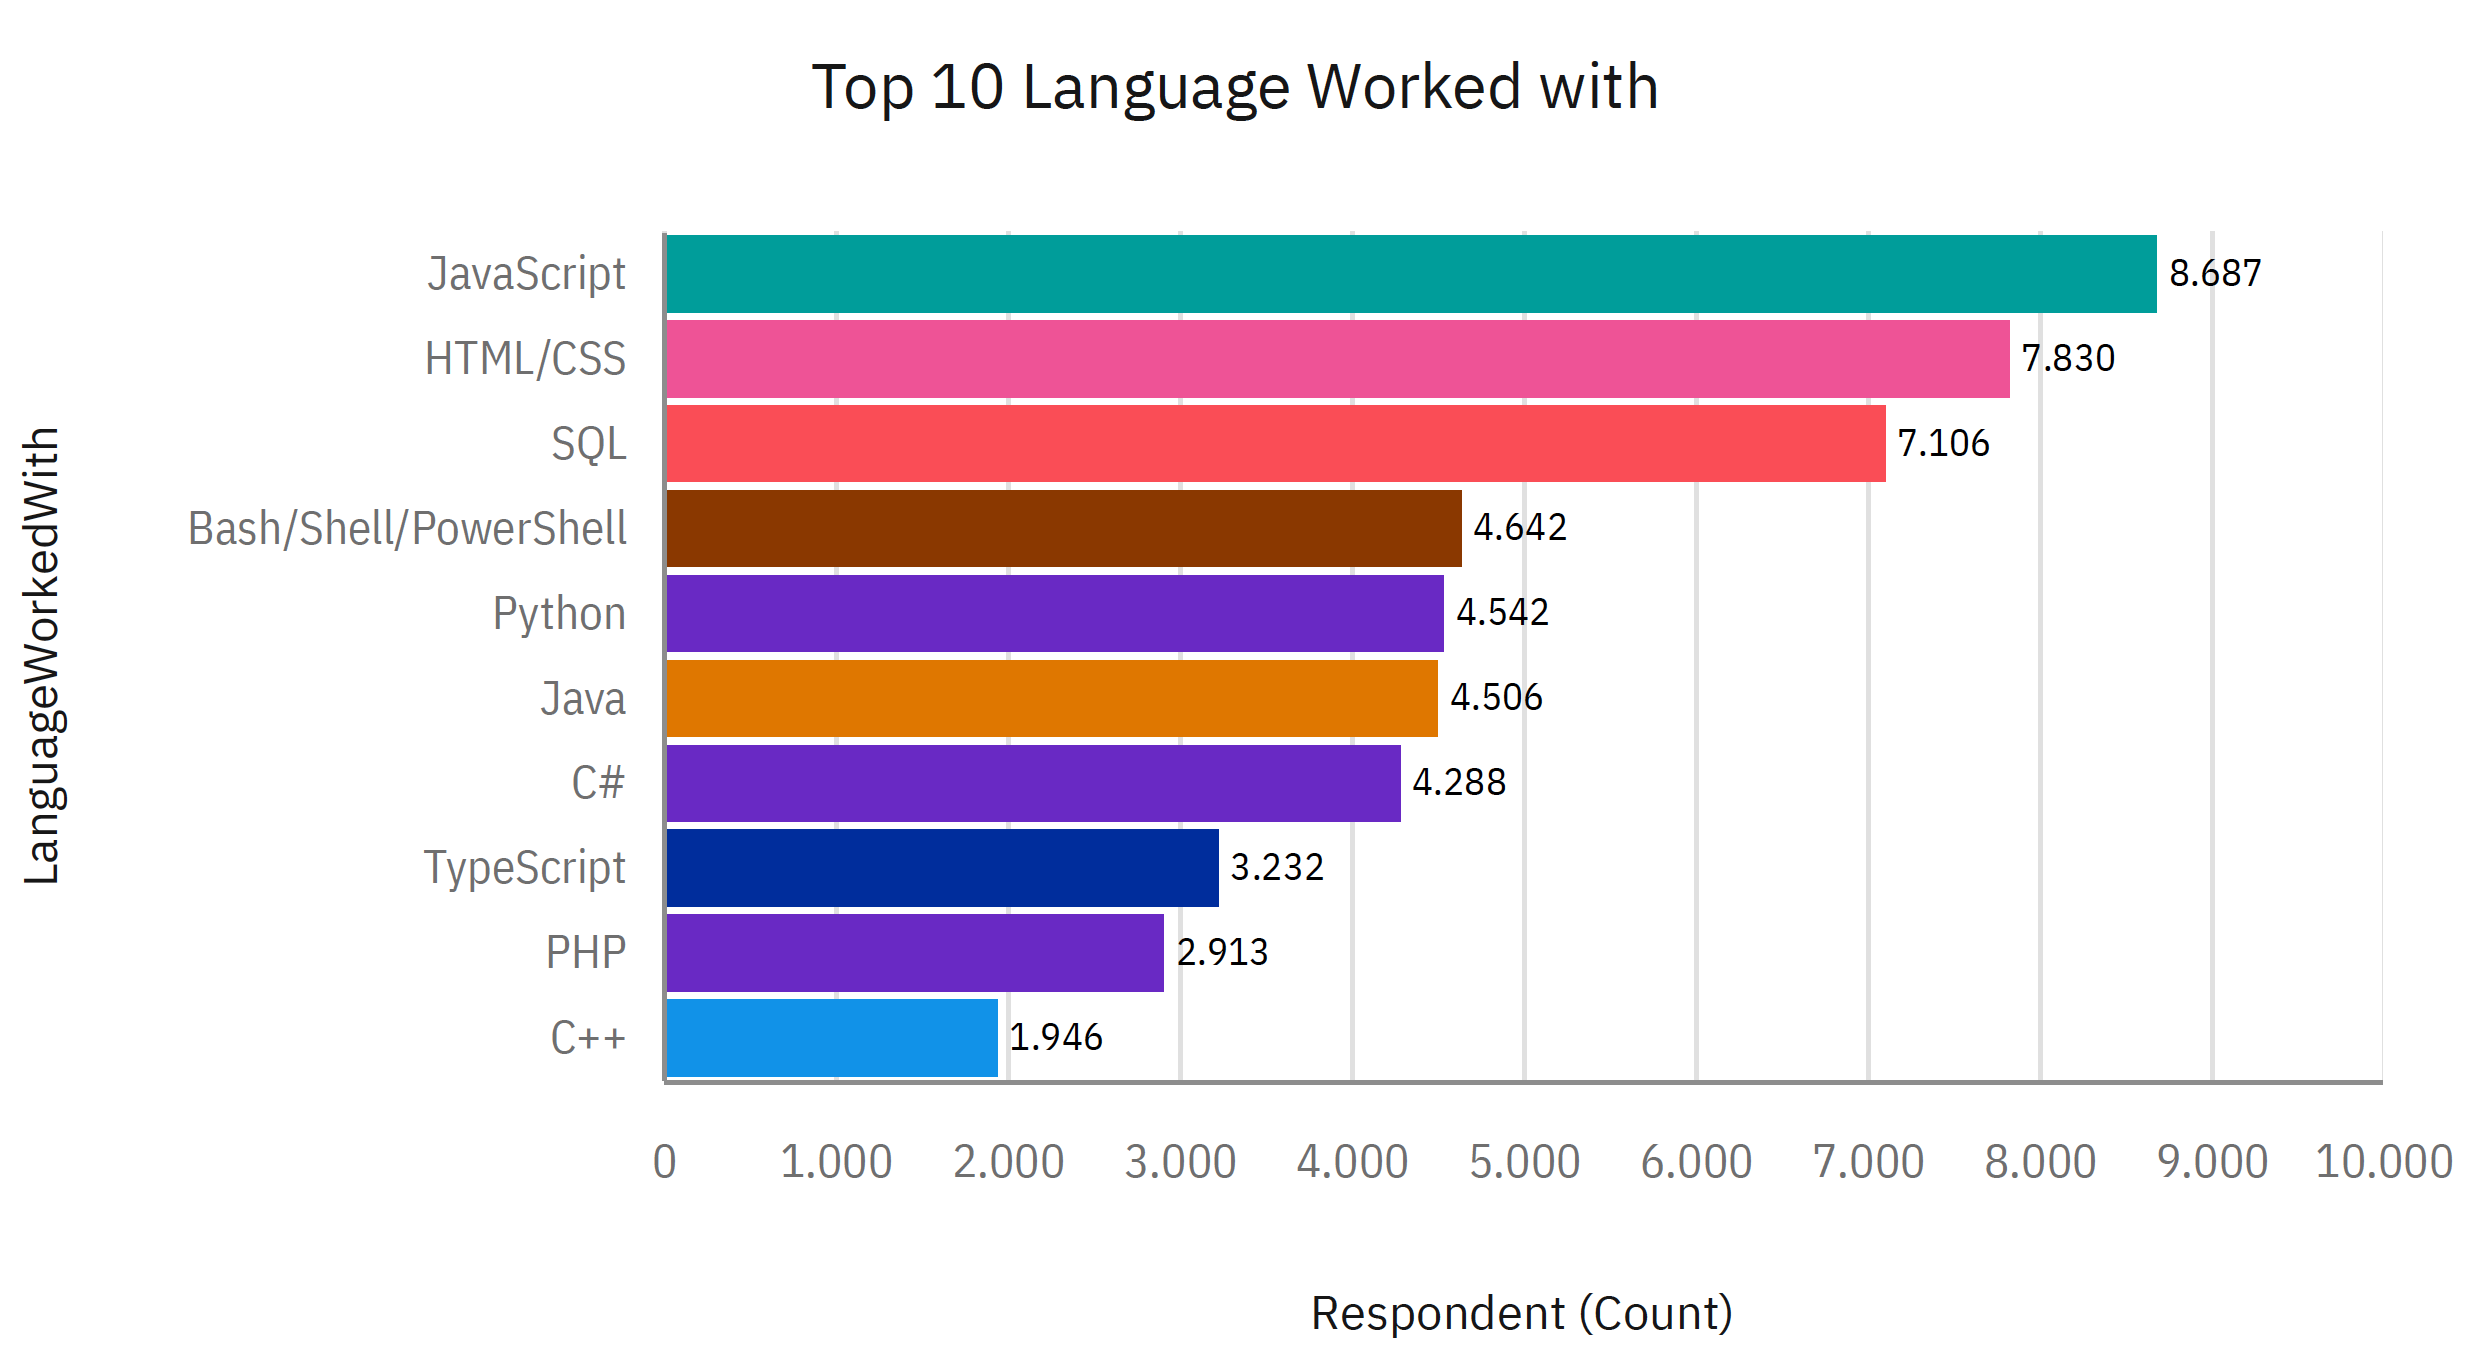 Top 10 Language Worked with
LanguageWorkedWith
JavaScript 8.687
HTML/CSS 7.830
SQL 7.106
Bash/Shell/PowerShell 4.642
Python 4.542
Java 4.506
C# 4.288
TypeScript 3.232
PHP 2.913
C++ 1.946
0 1.000 2.000 3.000 4.000 5.000 6.000 7.000 8.000 9.000 10.000
Respondent (Count)